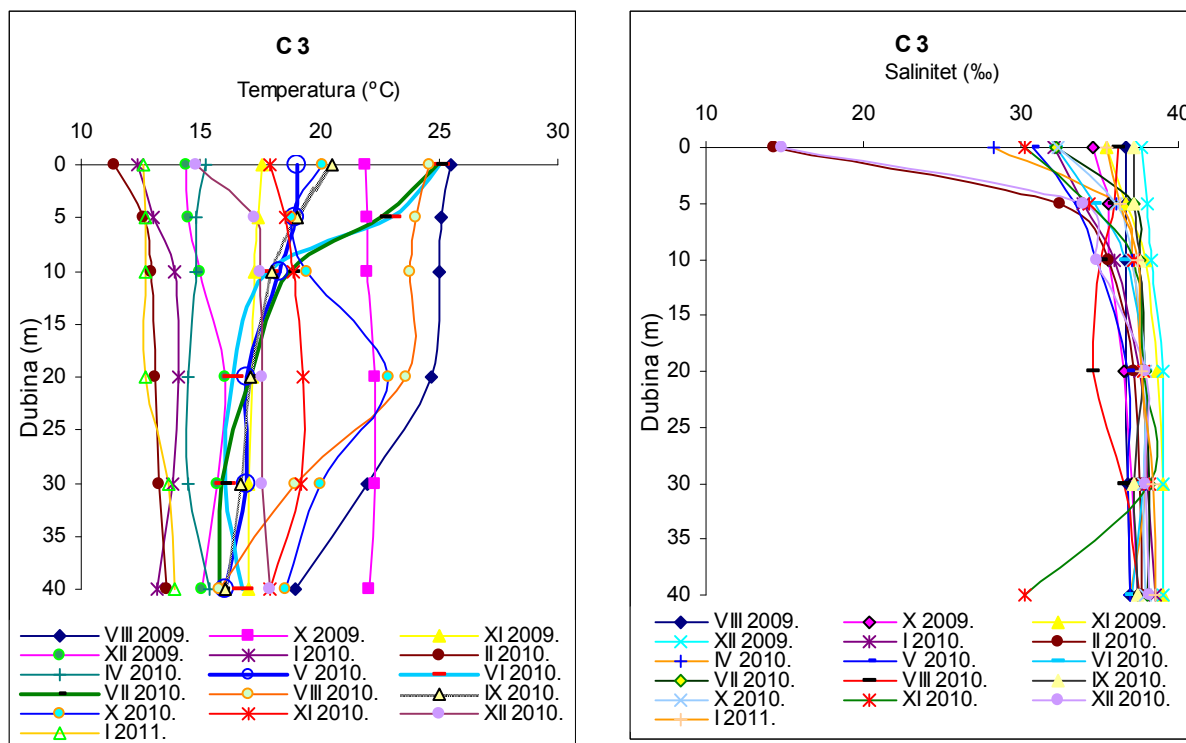 C 3
Temperatura (°C)
10 15 20 25 30
0
5
10
15
20
25
30
35
40
Dubina (m)
VIII 2009. X 2009. XI 2009.
XII 2009. I 2010. II 2010.
IV 2010. V 2010. VI 2010.
VII 2010. VIII 2010. IX 2010.
X 2010. XI 2010. XII 2010.
I 2011.
C 3
Salinitet (‰)
10 20 30 40
0
5
10
15
20
25
30
35
40
Dubina (m)
VIII 2009. X 2009. XI 2009.
XII 2009. I 2010. II 2010.
IV 2010. V 2010. VI 2010.
VII 2010. VIII 2010. IX 2010.
X 2010. XI 2010. XII 2010.
I 2011.